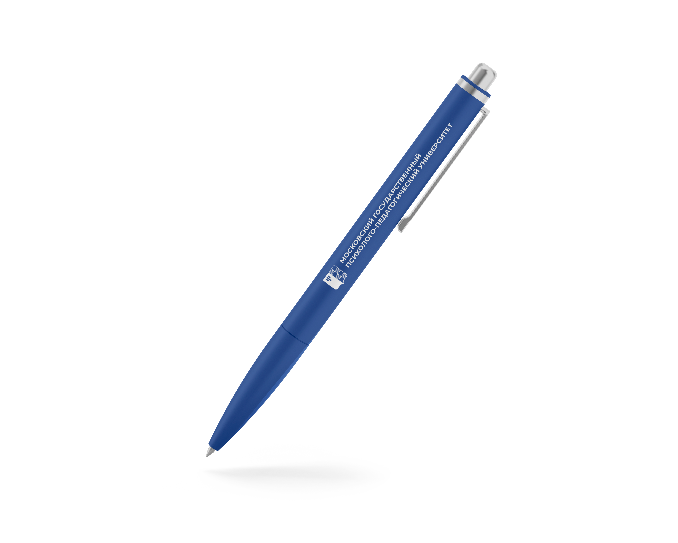 МОСКОВСКИЙ ГОСУДАРСТВЕННЫЙ
ПСИХОЛОГО-ПЕДАГОГИЧЕСКИЙ УНИВЕРСИТЕТ